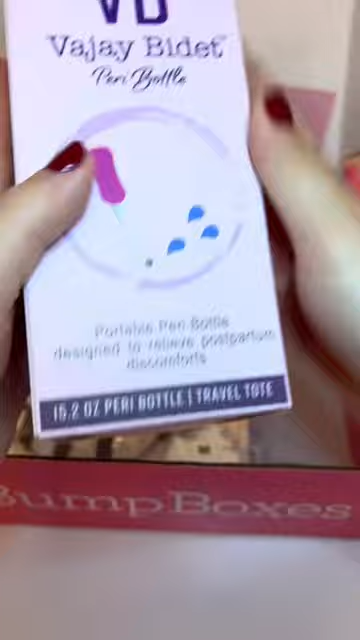 VB
Vajay Bidet
Peri Bottle
Portable Peri Bottle
designed to relieve postpartum
discomforts
15.2 OZ PERI BOTTLE | TRAVEL TOTE
BumpBoxes